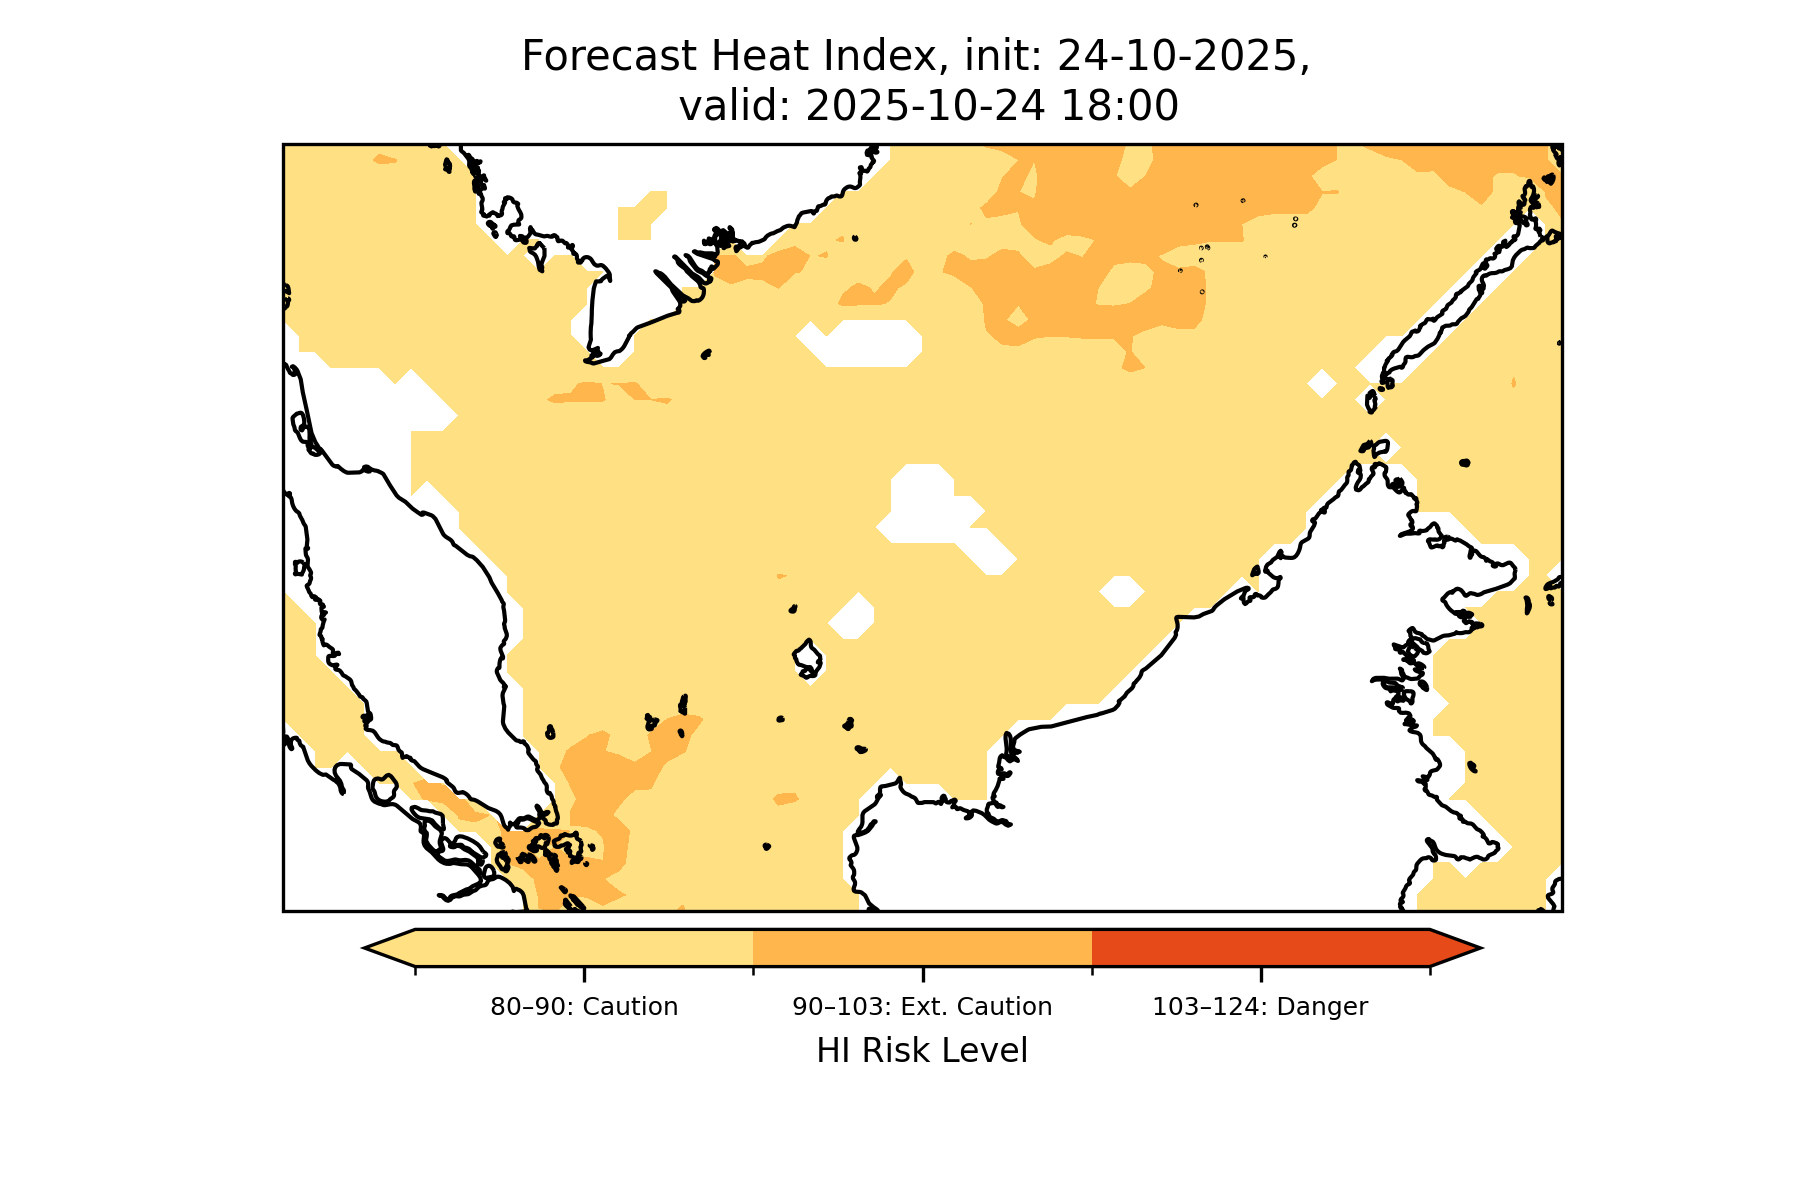 Forecast Heat Index, init: 24-10-2025,
valid: 2025-10-24 18:00
80–90: Caution
90–103: Ext. Caution
103–124: Danger
HI Risk Level